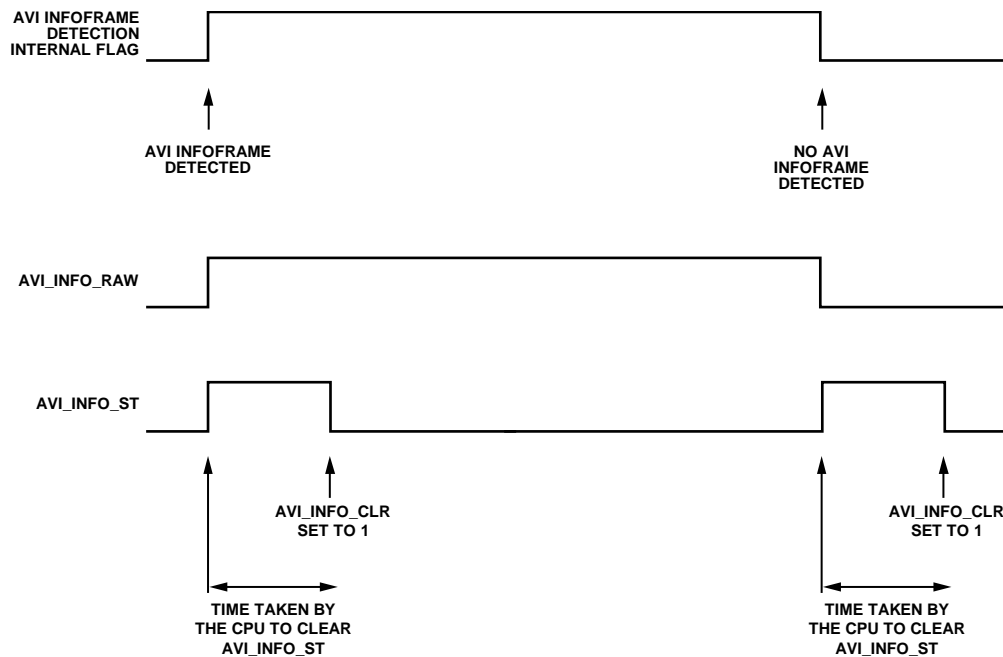 AVI INFOFRAME
DETECTION
INTERNAL FLAG
AVI INFOFRAME
DETECTED
NO AVI
INFOFRAME
DETECTED
AVI_INFO_RAW
AVI_INFO_ST
AVI_INFO_CLR
SET TO 1
AVI_INFO_CLR
SET TO 1
TIME TAKEN BY
THE CPU TO CLEAR
AVI_INFO_ST
TIME TAKEN BY
THE CPU TO CLEAR
AVI_INFO_ST